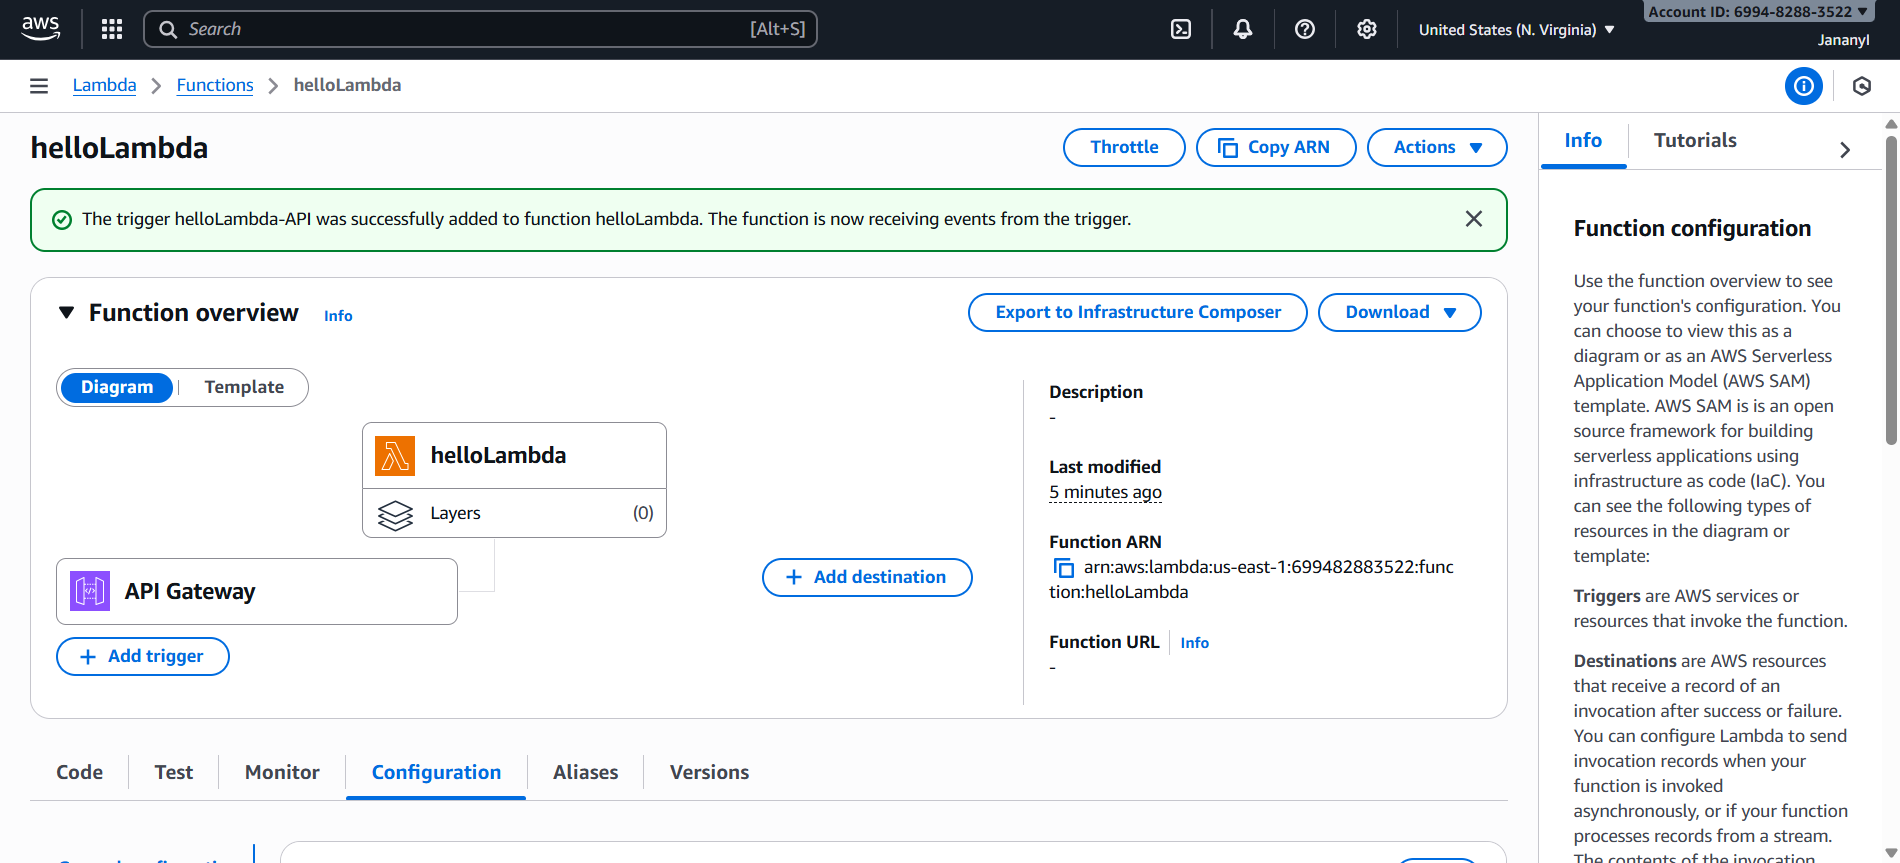 aws
Search
[Alt+S]
United States (N. Virginia)
Account ID: 6994-8288-3522
Jananyl
Lambda
Functions
helloLambda
helloLambda
Throttle
Copy ARN
Actions
The trigger helloLambda-API was successfully added to function helloLambda. The function is now receiving events from the trigger.
Function overview
Info
Export to Infrastructure Composer
Download
Diagram
Template
helloLambda
Layers
(0)
API Gateway
Add trigger
Add destination
Description
-
Last modified
5 minutes ago
Function ARN
arn:aws:lambda:us-east-1:699482883522:func
tion:helloLambda
Function URL
Info
-
Code
Test
Monitor
Configuration
Aliases
Versions
Info
Tutorials
Function configuration
Use the function overview to see
your function's configuration. You
can choose to view this as a
diagram or as an AWS Serverless
Application Model (AWS SAM)
template. AWS SAM is is an open
source framework for building
serverless applications using
infrastructure as code (IaC). You
can see the following types of
resources in the diagram or
template:
Triggers are AWS services or
resources that invoke the function.
Destinations are AWS resources
that receive a record of an
invocation after success or failure.
You can configure Lambda to send
invocation records when your
function is invoked
asynchronously, or if your function
processes records from a stream.
The contents of the invocation